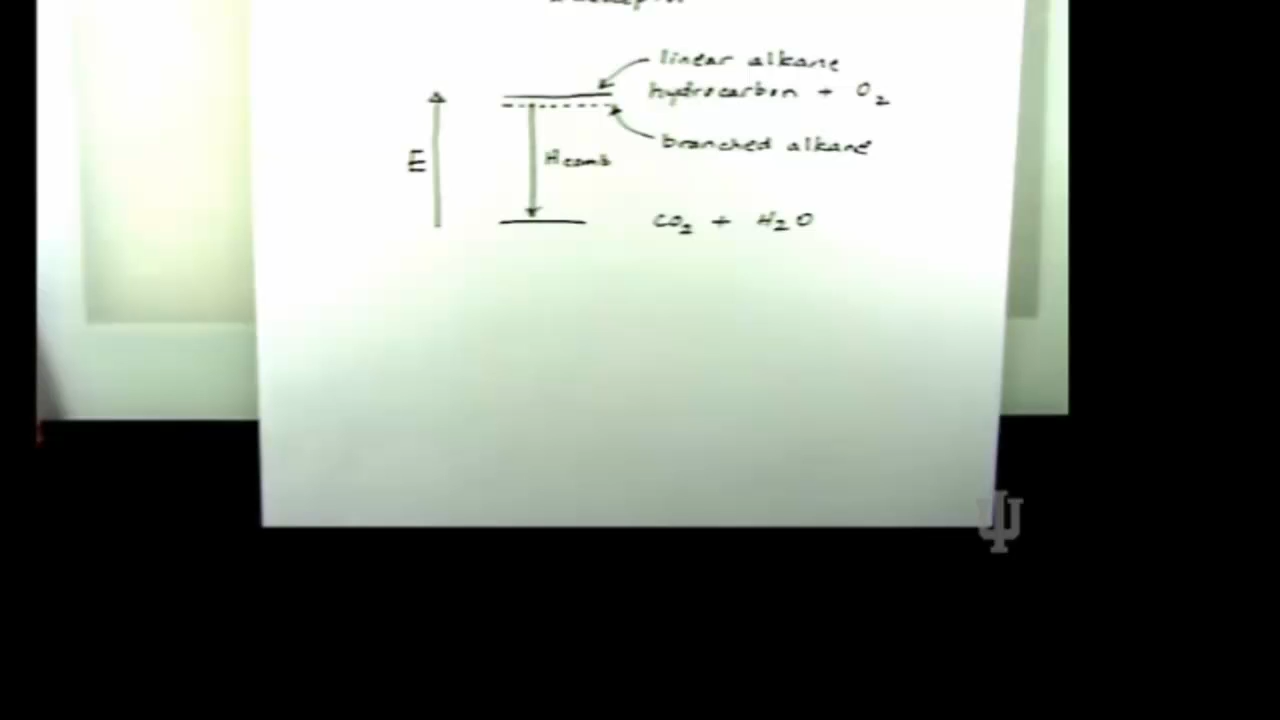 linear alkane
hydrocarbon + O2
branched alkane
E
Hcomb
CO2 + H2O